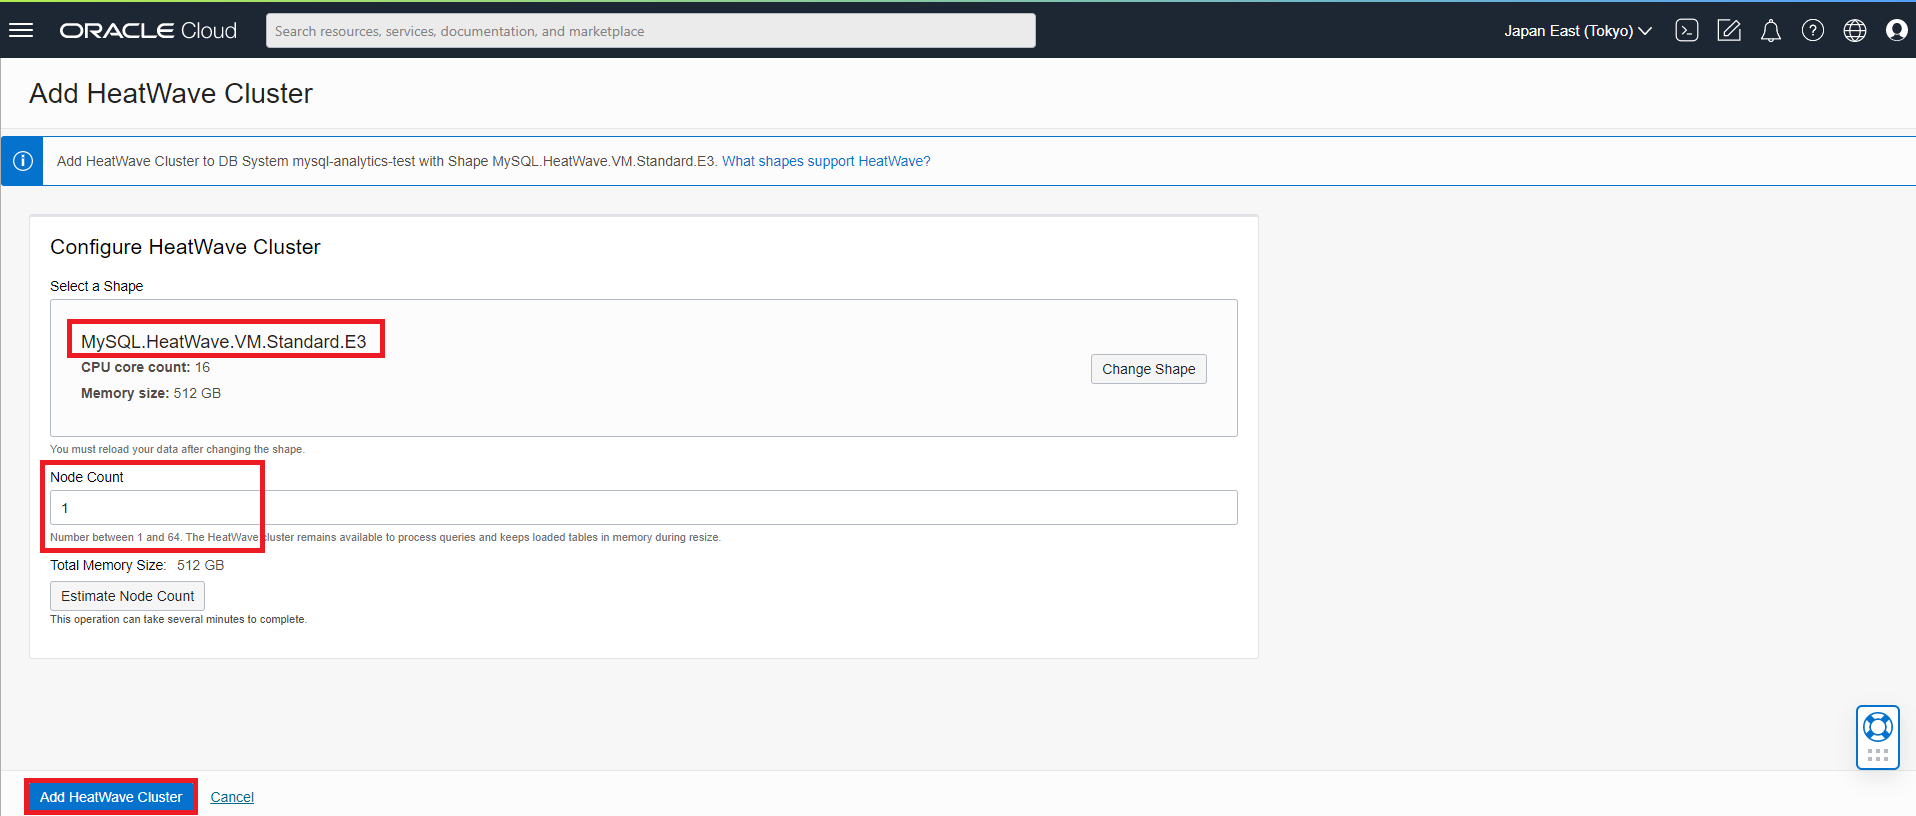 ORACLE Cloud
Search resources, services, documentation, and marketplace
Japan East (Tokyo)
Add HeatWave Cluster
Add HeatWave Cluster to DB System mysql-analytics-test with Shape MySQL.HeatWave.VM.Standard.E3. What shapes support HeatWave?
Configure HeatWave Cluster
Select a Shape
MySQL.HeatWave.VM.Standard.E3
CPU core count: 16
Memory size: 512 GB
Change Shape
You must reload your data after changing the shape.
Node Count
1
Number between 1 and 64. The HeatWave cluster remains available to process queries and keeps loaded tables in memory during resize.
Total Memory Size: 512 GB
Estimate Node Count
This operation can take several minutes to complete.
Add HeatWave Cluster
Cancel